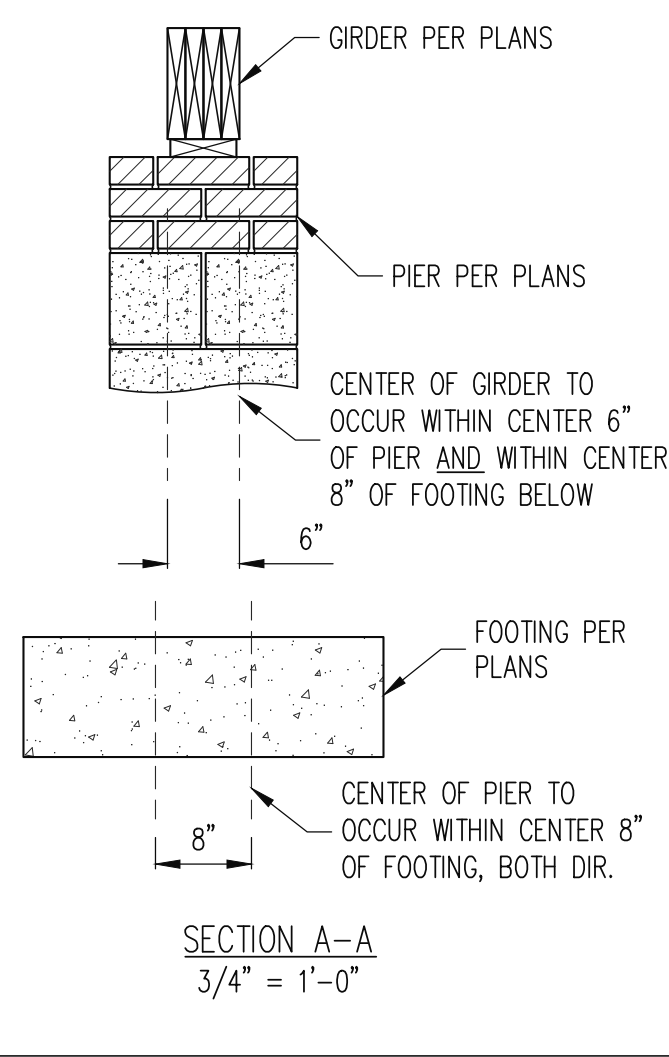 GIRDER PER PLANS
PIER PER PLANS
CENTER OF GIRDER TO
OCCUR WITHIN CENTER 6”
OF PIER AND WITHIN CENTER
8” OF FOOTING BELOW
6”
FOOTING PER
PLANS
CENTER OF PIER TO
OCCUR WITHIN CENTER 8”
OF FOOTING, BOTH DIR.
8”
SECTION A–A
3/4” = 1’–0”